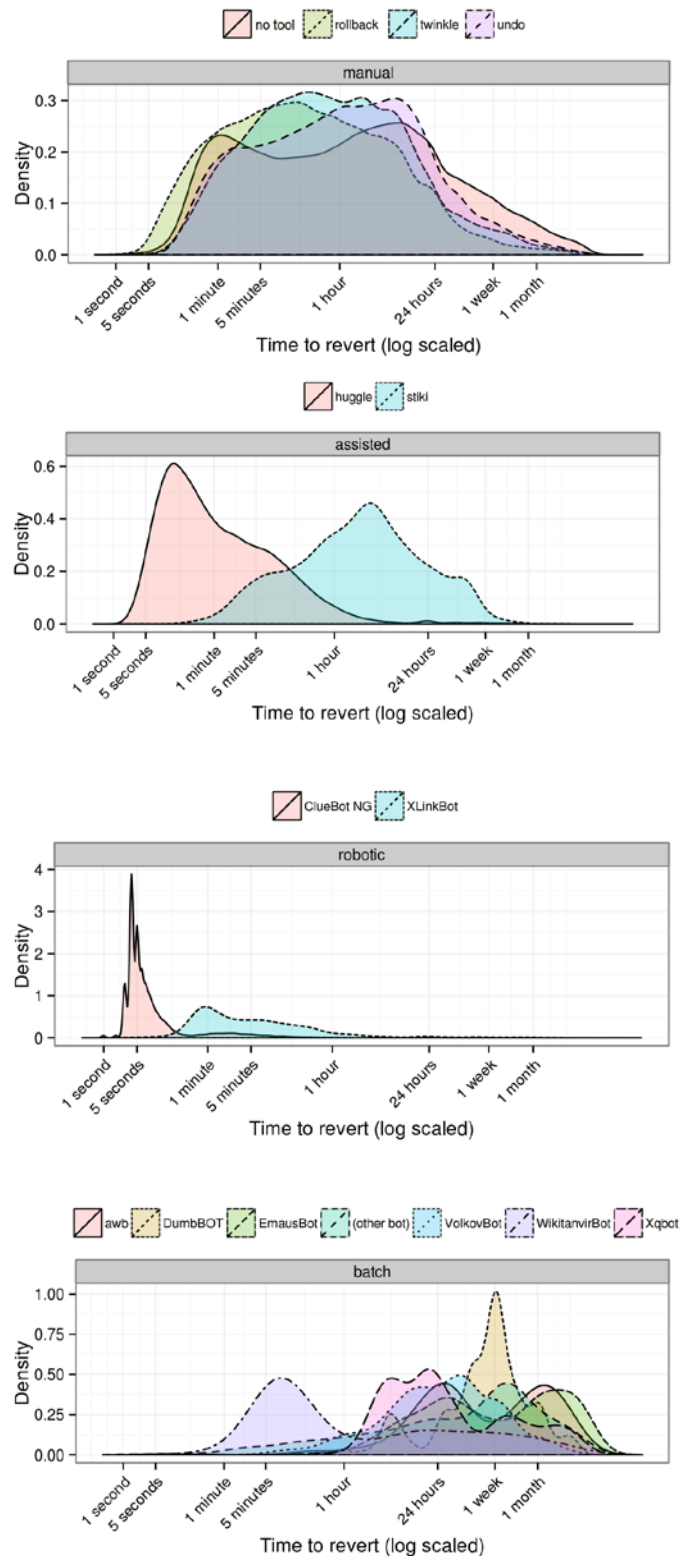 no tool rollback twinkle undo
manual
0.3
0.2
0.1
0.0
Density
1 second 5 seconds 1 minute 5 minutes 1 hour 24 hours 1 week 1 month
Time to revert (log scaled)
huggle stiki
assisted
0.6
0.4
0.2
0.0
Density
1 second 5 seconds 1 minute 5 minutes 1 hour 24 hours 1 week 1 month
Time to revert (log scaled)
ClueBot NG XLinkBot
robotic
4
3
2
1
0
Density
1 second 5 seconds 1 minute 5 minutes 1 hour 24 hours 1 week 1 month
Time to revert (log scaled)
awb DumbBOT EmausBot (other bot) VolkovBot WikitanvirBot Xqbot
batch
1.00
0.75
0.50
0.25
0.00
Density
1 second 5 seconds 1 minute 5 minutes 1 hour 24 hours 1 week 1 month
Time to revert (log scaled)